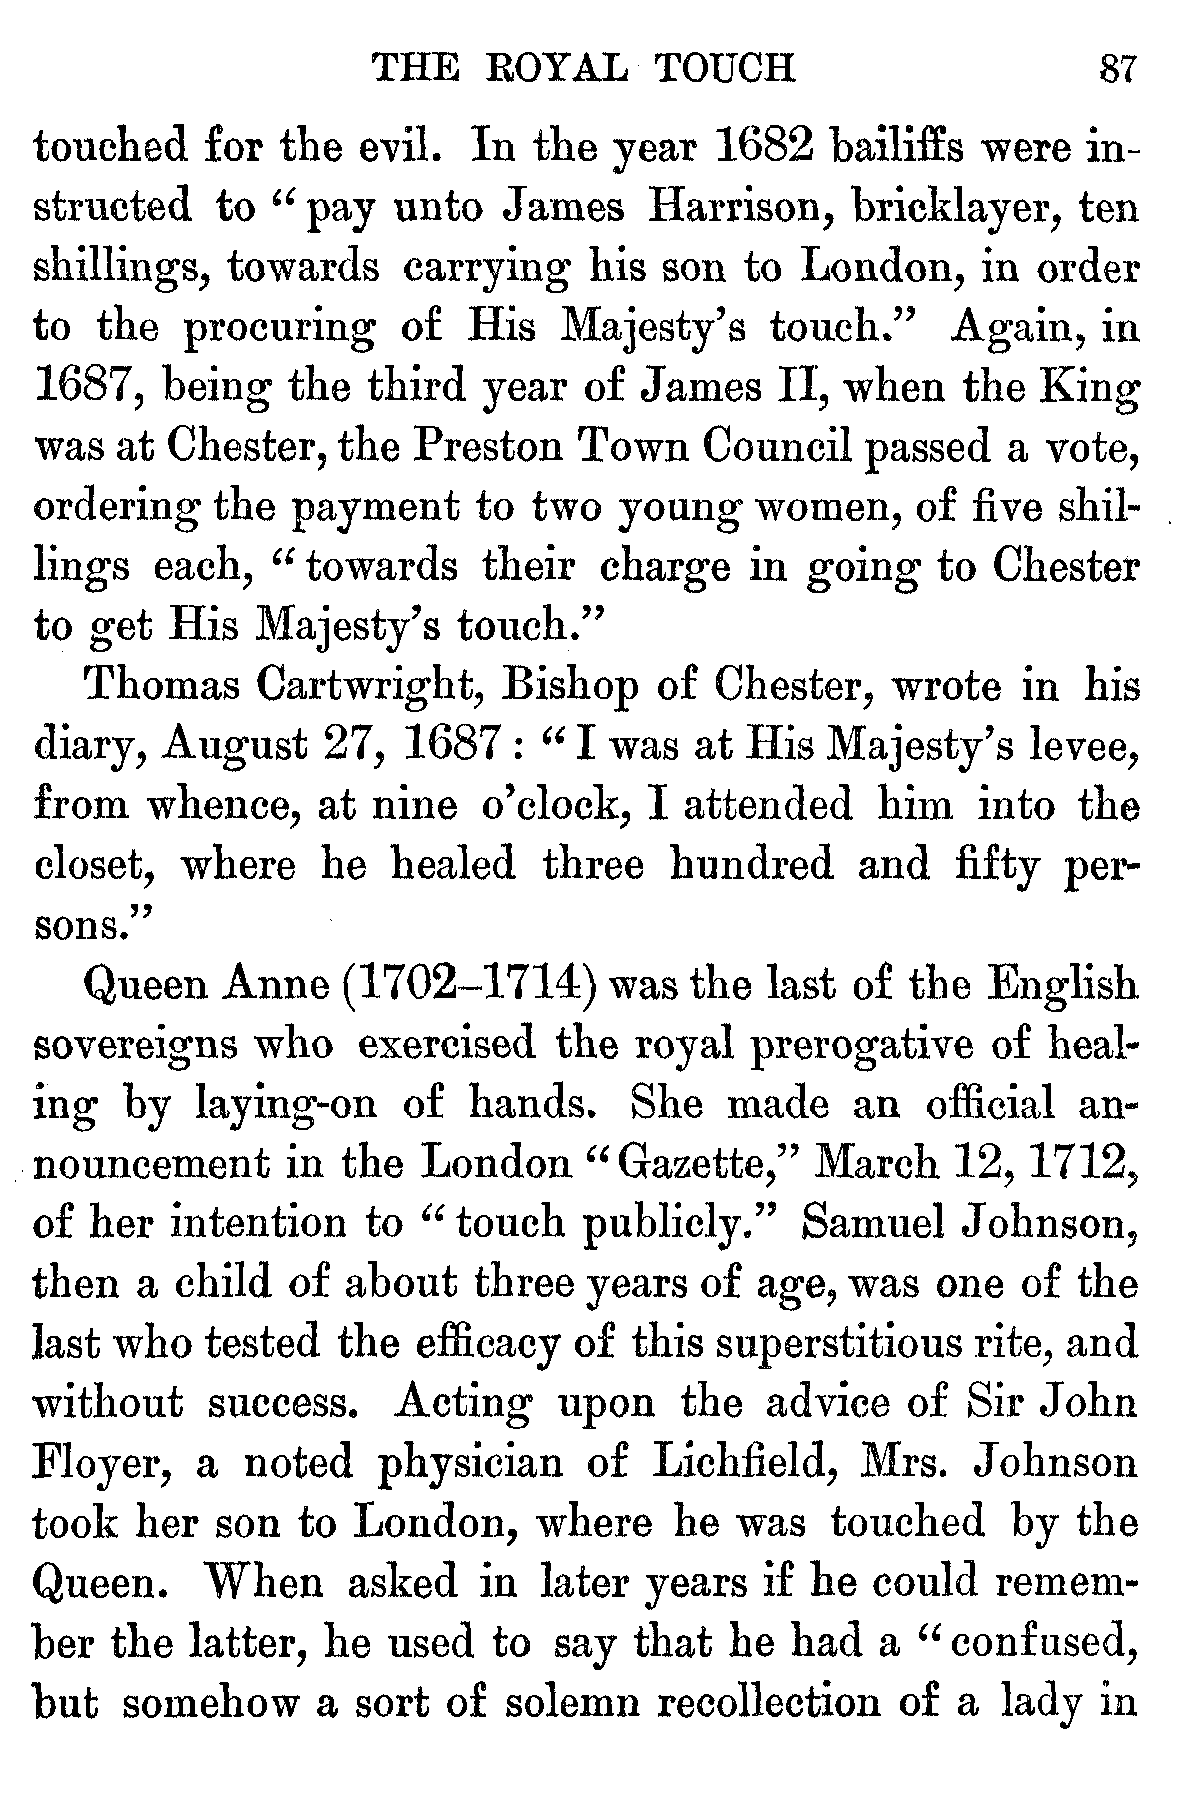 THE ROYAL TOUCH 87
touched for the evil. In the year 1682 bailiffs were in-
structed to “pay unto James Harrison, bricklayer, ten
shillings, towards carrying his son to London, in order
to the procuring of His Majesty’s touch.” Again, in
1687, being the third year of James II, when the King
was at Chester, the Preston Town Council passed a vote,
ordering the payment to two young women, of five shil-
lings each, “towards their charge in going to Chester
to get His Majesty’s touch.”
Thomas Cartwright, Bishop of Chester, wrote in his
diary, August 27, 1687: “I was at His Majesty’s levee,
from whence, at nine o’clock, I attended him into the
closet, where he healed three hundred and fifty per-
sons.”
Queen Anne (1702–1714) was the last of the English
sovereigns who exercised the royal prerogative of heal-
ing by laying-on of hands. She made an official an-
nouncement in the London “Gazette,” March 12, 1712,
of her intention to “touch publicly.” Samuel Johnson,
then a child of about three years of age, was one of the
last who tested the efficacy of this superstitious rite, and
without success. Acting upon the advice of Sir John
Floyer, a noted physician of Lichfield, Mrs. Johnson
took her son to London, where he was touched by the
Queen. When asked in later years if he could remem-
ber the latter, he used to say that he had a “confused,
but somehow a sort of solemn recollection of a lady in